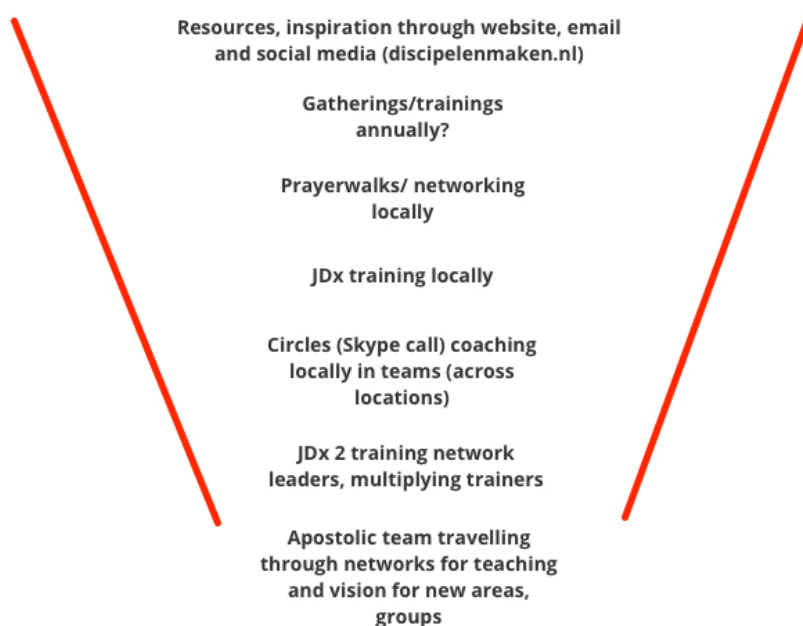 Resources, inspiration through website, email
and social media (discipelenmaken.nl)
Gatherings/trainings
annually?
Prayerwalks/ networking
locally
JDx training locally
Circles (Skype call) coaching
locally in teams (across
locations)
JDx 2 training network
leaders, multiplying trainers
Apostolic team travelling
through networks for teaching
and vision for new areas,
groups